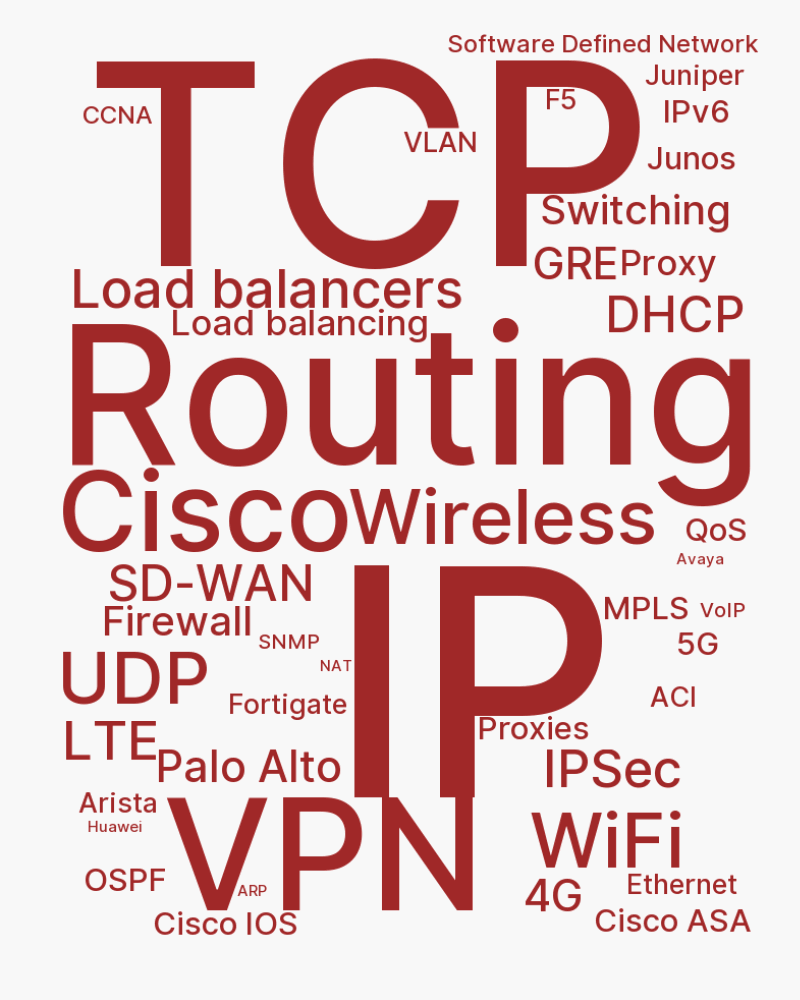 Software Defined Network
TCP
CCNA
VLAN
F5
Juniper
IPv6
Junos
Switching
GRE
Proxy
Load balancers
Load balancing
DHCP
Routing
Cisco
Wireless
QoS
Avaya
SD-WAN
IP
Firewall
SNMP
MPLS
VoIP
5G
UDP
NAT
Fortigate
ACI
LTE
Proxies
Palo Alto
IPSec
Arista
Huawei
VPN
WiFi
OSPF
ARP
4G
Ethernet
Cisco IOS
Cisco ASA